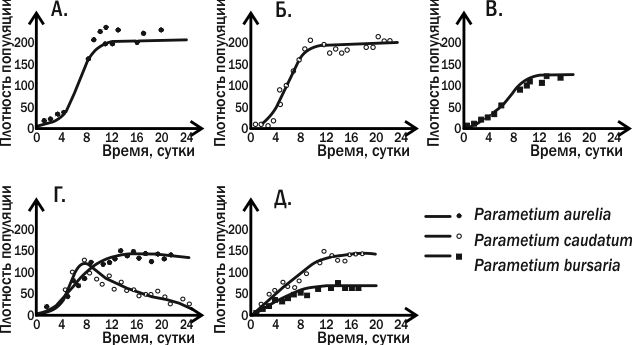 А.
Плотность популяции
200
150
100
50
0
0 4 8 12 16 20 24
Время, сутки
Б.
Плотность популяции
200
150
100
50
0
0 4 8 12 16 20 24
Время, сутки
В.
Плотность популяции
200
150
100
50
0
0 4 8 12 16 20 24
Время, сутки
Г.
Плотность популяции
200
150
100
50
0
0 4 8 12 16 20 24
Время, сутки
Д.
Плотность популяции
200
150
100
50
0
0 4 8 12 16 20 24
Время, сутки
Parametium aurelia
Parametium caudatum
Parametium bursaria